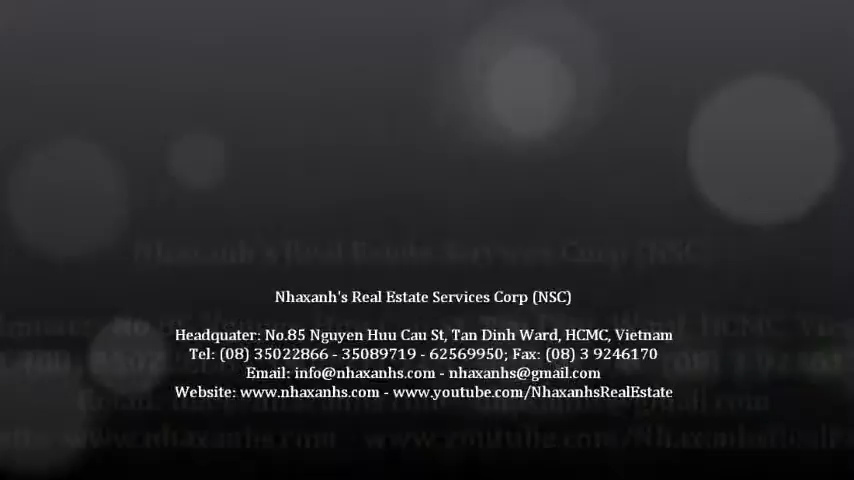 Nhaxanh's Real Estate Services Corp (NSC)
Headquater: No.85 Nguyen Huu Cau St, Tan Dinh Ward, HCMC, Vietnam
Tel: (08) 35022866 - 35089719 - 62569950; Fax: (08) 3 9246170
Email: info@nhaxanhs.com - nhaxanhs@gmail.com
Website: www.nhaxanhs.com - www.youtube.com/NhaxanhsRealEstate